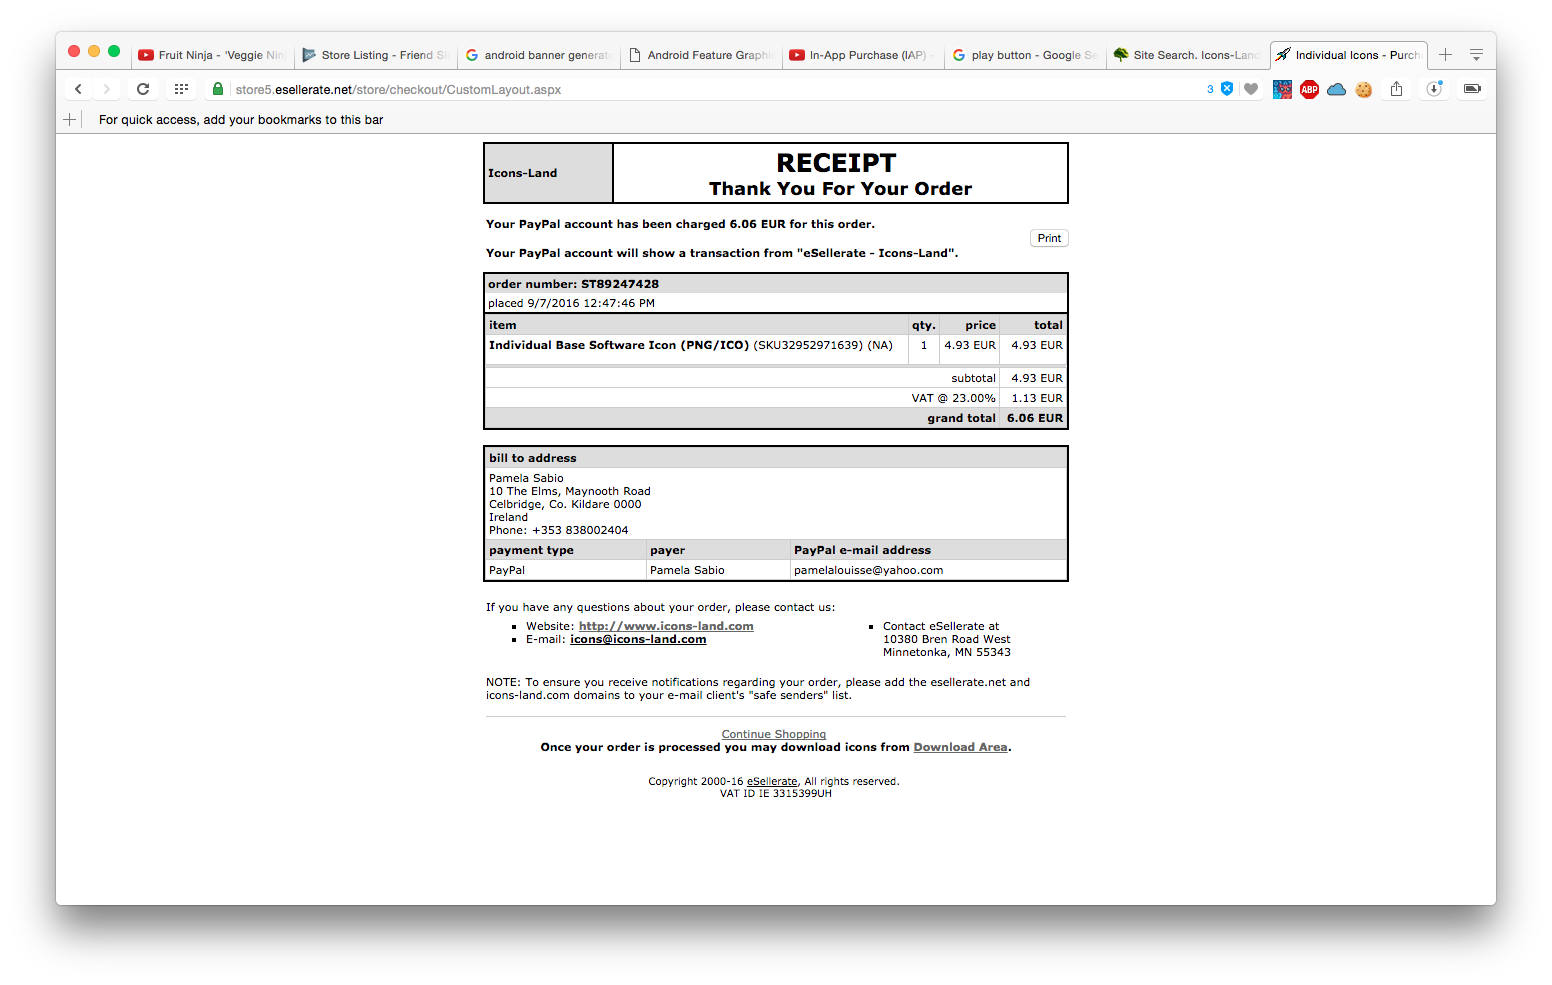 Fruit Ninja - 'Veggie Nin
Store Listing - Friend S
android banner generato
Android Feature Graphi
In-App Purchase (IAP) -
play button - Google Se
Site Search. Icons-Land
Individual Icons - Purch
store5.esellerate.net/store/checkout/CustomLayout.aspx
3
ABP
For quick access, add your bookmarks to this bar
Icons-Land
RECEIPT
Thank You For Your Order
Your PayPal account has been charged 6.06 EUR for this order.
Print
Your PayPal account will show a transaction from "eSellerate - Icons-Land".
order number: ST89247428
placed 9/7/2016 12:47:46 PM
item qty. price total
Individual Base Software Icon (PNG/ICO) (SKU32952971639) (NA) 1 4.93 EUR 4.93 EUR
subtotal 4.93 EUR
VAT @ 23.00% 1.13 EUR
grand total 6.06 EUR
bill to address
Pamela Sabio
10 The Elms, Maynooth Road
Celbridge, Co. Kildare 0000
Ireland
Phone: +353 838002404
payment type payer PayPal e-mail address
PayPal Pamela Sabio pamelalouisse@yahoo.com
If you have any questions about your order, please contact us:
Website: http://www.icons-land.com
E-mail: icons@icons-land.com
Contact eSellerate at
10380 Bren Road West
Minnetonka, MN 55343
NOTE: To ensure you receive notifications regarding your order, please add the esellerate.net and
icons-land.com domains to your e-mail client's "safe senders" list.
Continue Shopping
Once your order is processed you may download icons from Download Area.
Copyright 2000-16 eSellerate, All rights reserved.
VAT ID IE 3315399UH